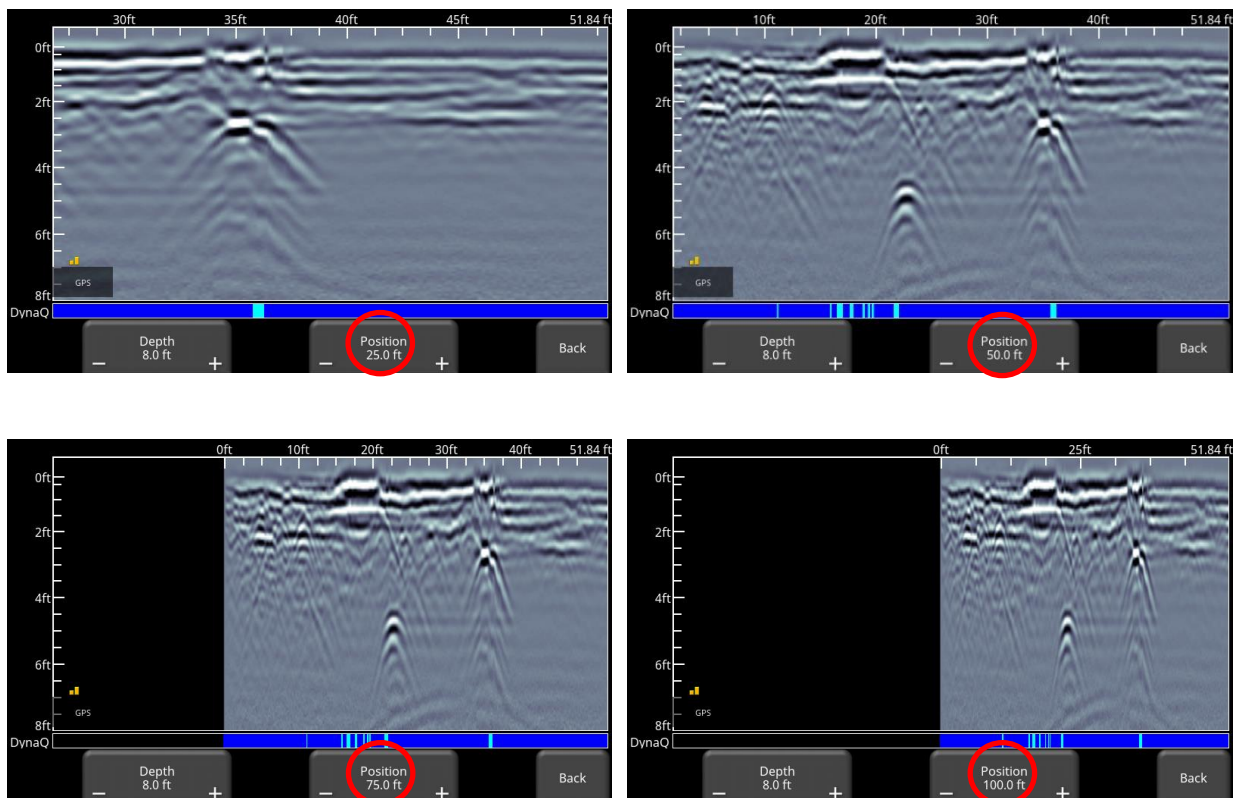 30ft 35ft 40ft 45ft 51.84 ft
0ft
2ft
4ft
6ft
GPS
8ft
DynaQ
Depth
8.0 ft
− +
Position
25.0 ft
− +
Back
10ft 20ft 30ft 40ft 51.84 ft
0ft
2ft
4ft
6ft
GPS
8ft
DynaQ
Depth
8.0 ft
− +
Position
50.0 ft
− +
Back
0ft 10ft 20ft 30ft 40ft 51.84 ft
0ft
2ft
4ft
6ft
GPS
8ft
DynaQ
Depth
8.0 ft
− +
Position
75.0 ft
− +
Back
0ft 25ft 51.84 ft
0ft
2ft
4ft
6ft
GPS
8ft
DynaQ
Depth
8.0 ft
− +
Position
100.0 ft
− +
Back